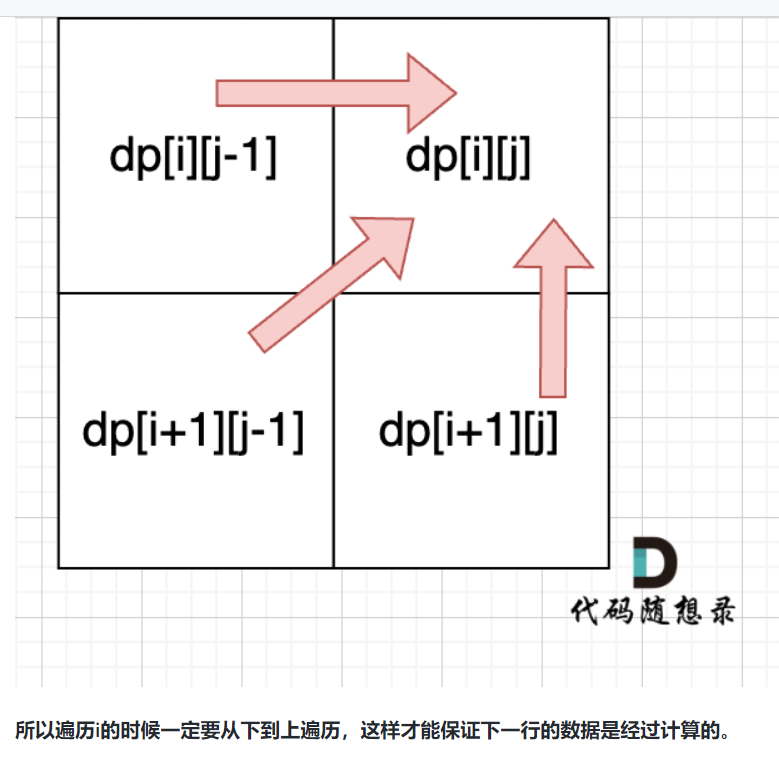 dp[i][j-1] dp[i][j]
dp[i+1][j-1] dp[i+1][j]
代码随想录
所以遍历i的时候一定要从下到上遍历，这样才能保证下一行的数据是经过计算的。